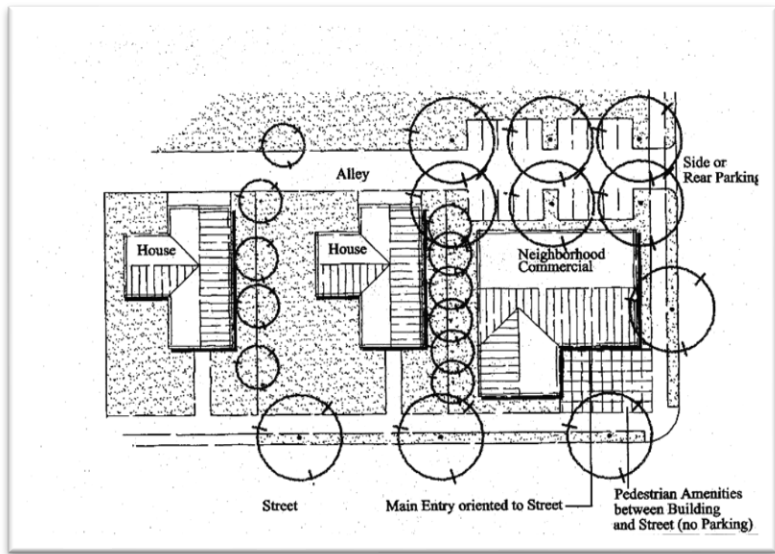 Alley
Side or
Rear Parking
House
House
Neighborhood
Commercial
Street
Main Entry oriented to Street
Pedestrian Amenities
between Building
and Street (no Parking)